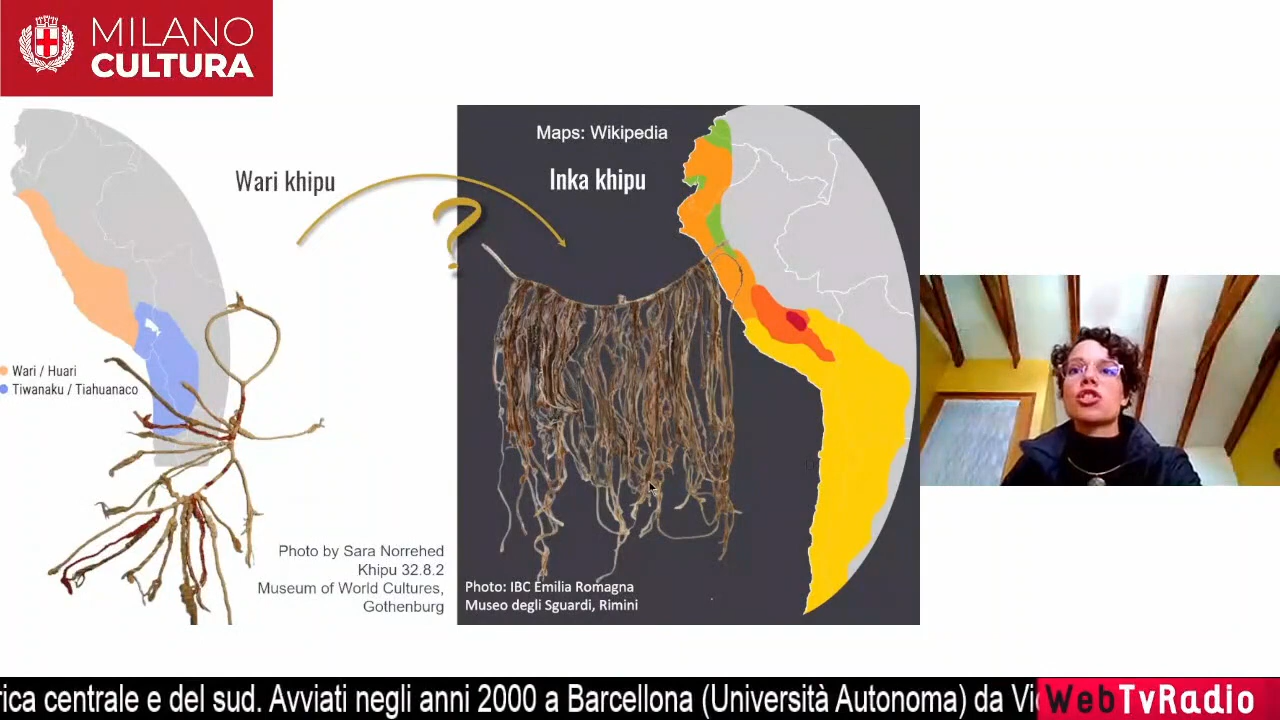 MILANO
CULTURA
Maps: Wikipedia
Wari khipu
Inka khipu
?
Wari / Huari
Tiwanaku / Tiahuanaco
Photo by Sara Norrehed
Khipu 32.8.2
Museum of World Cultures,
Gothenburg
Photo: IBC Emilia Romagna
Museo degli Sguardi, Rimini
rica centrale e del sud. Avviati negli anni 2000 a Barcellona (Università Autonoma) da Vi
WebTvRadio